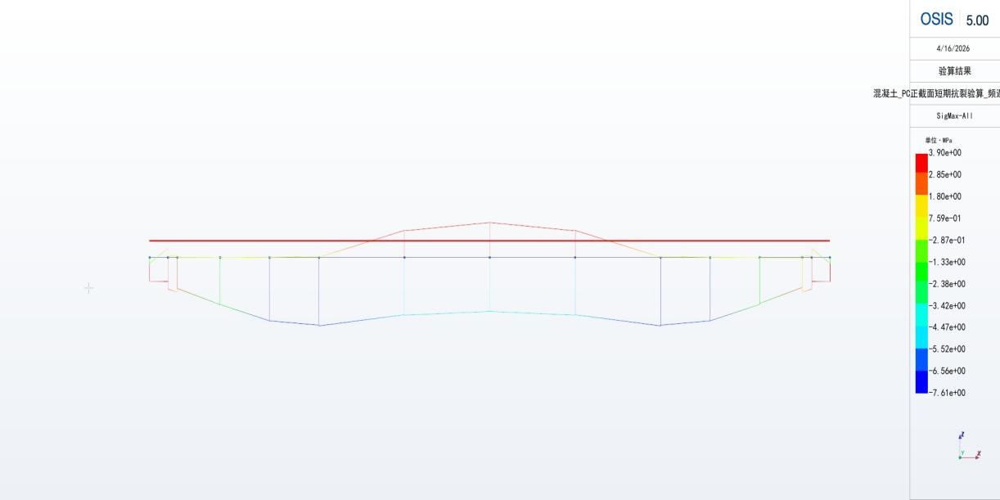 OSIS 5.00
4/16/2026
验算结果
混凝土_PC正截面短期抗裂验算_频
SigMax-All
单位·MPa
3.90e+00
2.85e+00
1.80e+00
7.59e-01
-2.87e-01
-1.33e+00
-2.38e+00
-3.42e+00
-4.47e+00
-5.52e+00
-6.56e+00
-7.61e+00
Z
Y X